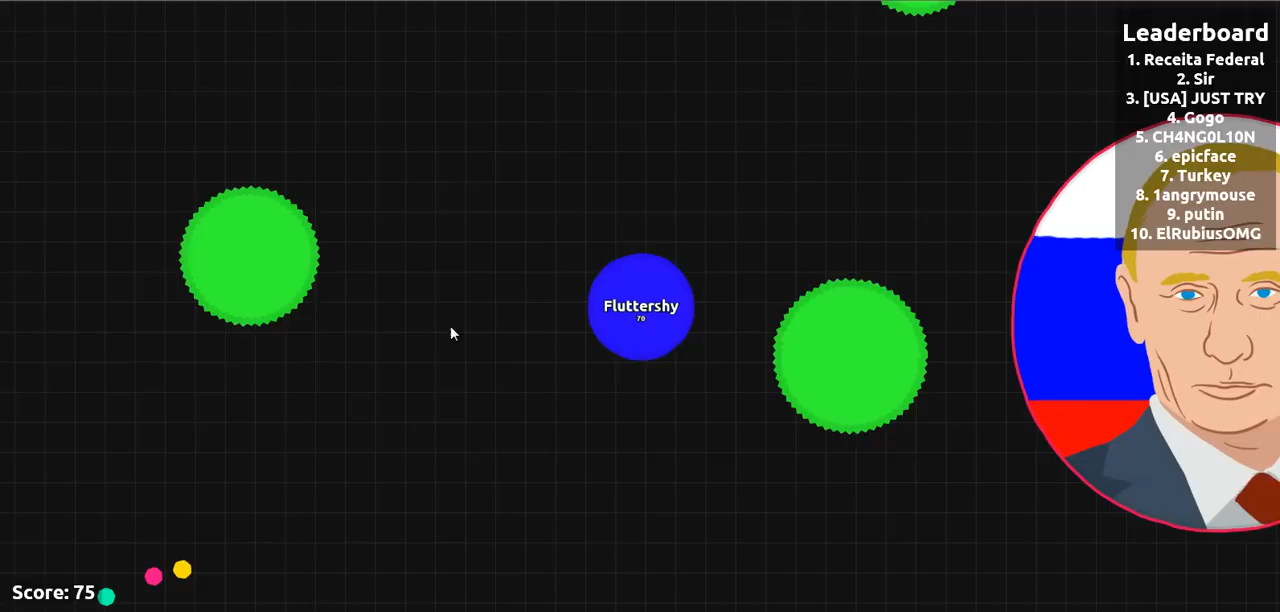 Leaderboard
1. Receita Federal
2. Sir
3. [USA] JUST TRY
4. Gogo
5. CH4NG0L10N
6. epicface
7. Turkey
8. 1angrymouse
9. putin
10. ElRubiusOMG
Fluttershy
70
Score: 75